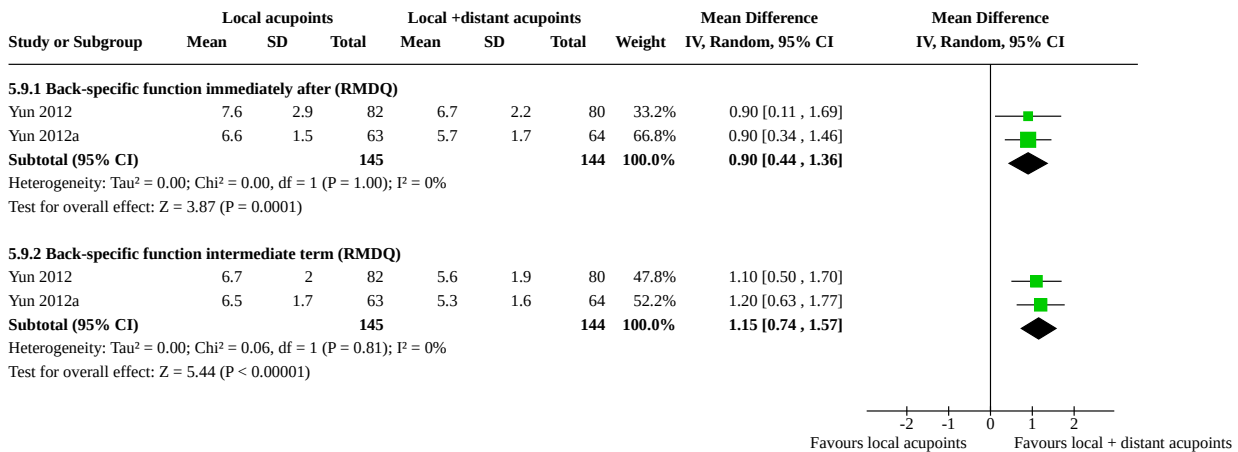 Local acupoints Local +distant acupoints Mean Difference Mean Difference
Study or Subgroup Mean SD Total Mean SD Total Weight IV, Random, 95% CI IV, Random, 95% CI
5.9.1 Back-specific function immediately after (RMDQ)
Yun 2012 7.6 2.9 82 6.7 2.2 80 33.2% 0.90 [0.11 , 1.69]
Yun 2012a 6.6 1.5 63 5.7 1.7 64 66.8% 0.90 [0.34 , 1.46]
Subtotal (95% CI) 145 144 100.0% 0.90 [0.44 , 1.36]
Heterogeneity: Tau² = 0.00; Chi² = 0.00, df = 1 (P = 1.00); I² = 0%
Test for overall effect: Z = 3.87 (P = 0.0001)
5.9.2 Back-specific function intermediate term (RMDQ)
Yun 2012 6.7 2 82 5.6 1.9 80 47.8% 1.10 [0.50 , 1.70]
Yun 2012a 6.5 1.7 63 5.3 1.6 64 52.2% 1.20 [0.63 , 1.77]
Subtotal (95% CI) 145 144 100.0% 1.15 [0.74 , 1.57]
Heterogeneity: Tau² = 0.00; Chi² = 0.06, df = 1 (P = 0.81); I² = 0%
Test for overall effect: Z = 5.44 (P < 0.00001)
-2 -1 0 1 2
Favours local acupoints Favours local + distant acupoints